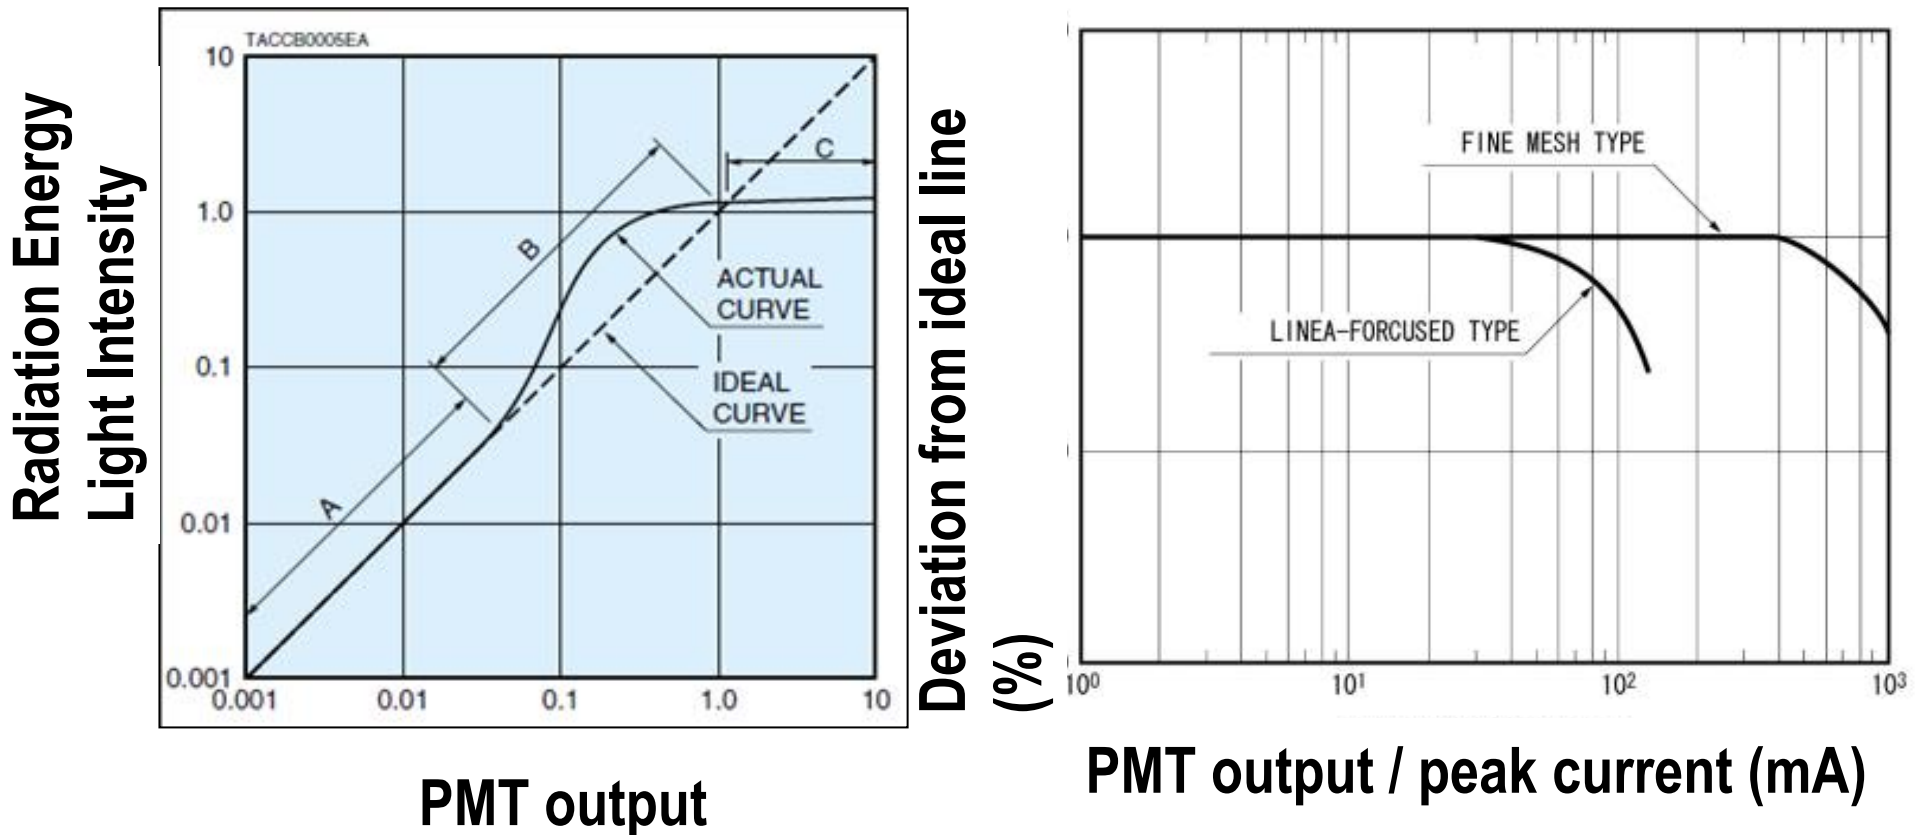 TACCB0005EA
Radiation Energy
Light Intensity
10
1.0
0.1
0.01
0.001
A
B
C
ACTUAL
CURVE
IDEAL
CURVE
0.001
0.01
0.1
1.0
10
PMT output
Deviation from ideal line
(%)
FINE MESH TYPE
LINEA-FORCUSED TYPE
10⁰
10¹
10²
10³
PMT output / peak current (mA)